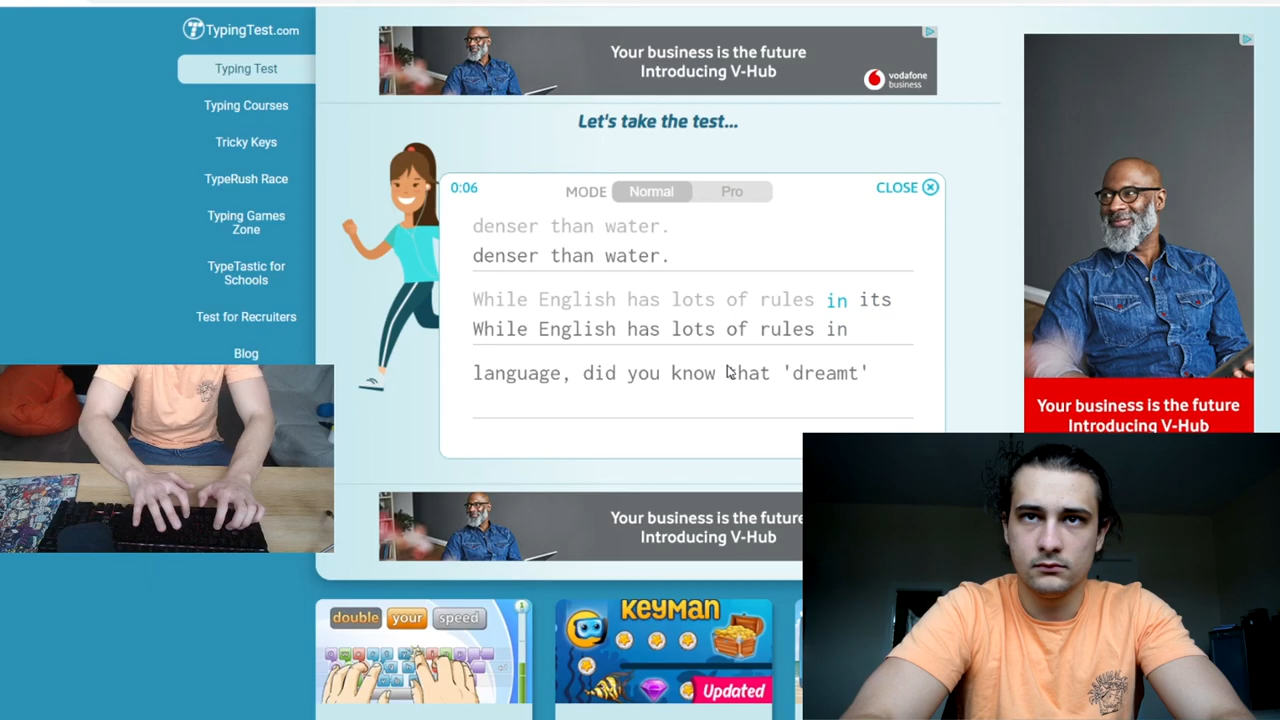 TypingTest.com
Typing Test
Typing Courses
Tricky Keys
TypeRush Race
Typing Games
Zone
TypeTastic for
Schools
Test for Recruiters
Blog
Your business is the future
Introducing V-Hub
vodafone
business
Let's take the test...
0:06
MODE Normal Pro
CLOSE
denser than water.
denser than water.
While English has lots of rules in its
While English has lots of rules in
language, did you know that 'dreamt'
Your business is the future
Introducing V-Hub
Your business is the future
Introducing V-Hub
double your speed
1
KEYMAN
Updated